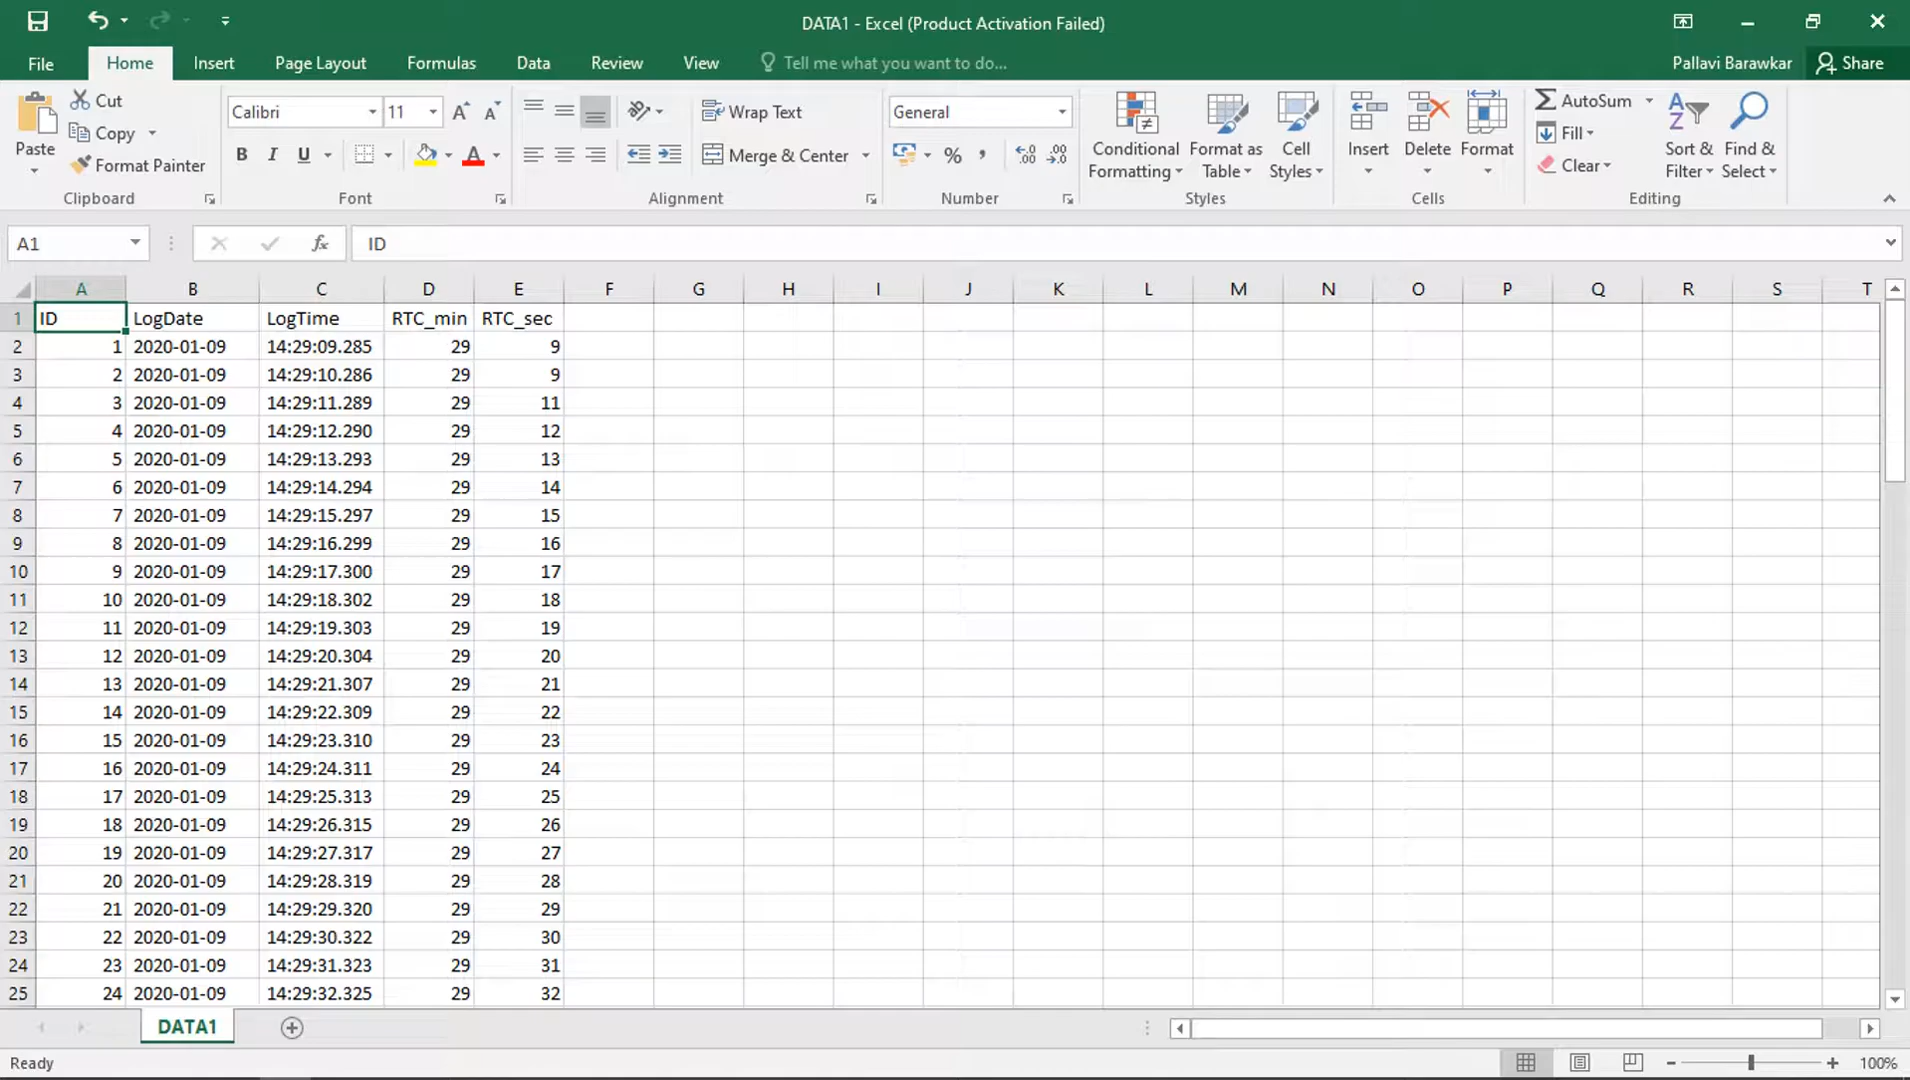 DATA1 - Excel (Product Activation Failed)
File Home Insert Page Layout Formulas Data Review View Tell me what you want to do... Pallavi Barawkar Share
Paste
Cut
Copy
Format Painter
Clipboard
Calibri 11
B I U A
Font
Wrap Text
Merge & Center
Alignment
General
% ,
Number
Conditional Formatting
Format as Table
Cell Styles
Styles
Insert
Delete
Format
Cells
AutoSum
Fill
Clear
Sort & Filter
Find & Select
Editing
A1 fx ID
A B C D E F G H I J K L M N O P Q R S T
1 ID LogDate LogTime RTC_min RTC_sec
2 1 2020-01-09 14:29:09.285 29 9
3 2 2020-01-09 14:29:10.286 29 9
4 3 2020-01-09 14:29:11.289 29 11
5 4 2020-01-09 14:29:12.290 29 12
6 5 2020-01-09 14:29:13.293 29 13
7 6 2020-01-09 14:29:14.294 29 14
8 7 2020-01-09 14:29:15.297 29 15
9 8 2020-01-09 14:29:16.299 29 16
10 9 2020-01-09 14:29:17.300 29 17
11 10 2020-01-09 14:29:18.302 29 18
12 11 2020-01-09 14:29:19.303 29 19
13 12 2020-01-09 14:29:20.304 29 20
14 13 2020-01-09 14:29:21.307 29 21
15 14 2020-01-09 14:29:22.309 29 22
16 15 2020-01-09 14:29:23.310 29 23
17 16 2020-01-09 14:29:24.311 29 24
18 17 2020-01-09 14:29:25.313 29 25
19 18 2020-01-09 14:29:26.315 29 26
20 19 2020-01-09 14:29:27.317 29 27
21 20 2020-01-09 14:29:28.319 29 28
22 21 2020-01-09 14:29:29.320 29 29
23 22 2020-01-09 14:29:30.322 29 30
24 23 2020-01-09 14:29:31.323 29 31
25 24 2020-01-09 14:29:32.325 29 32
DATA1
Ready 100%